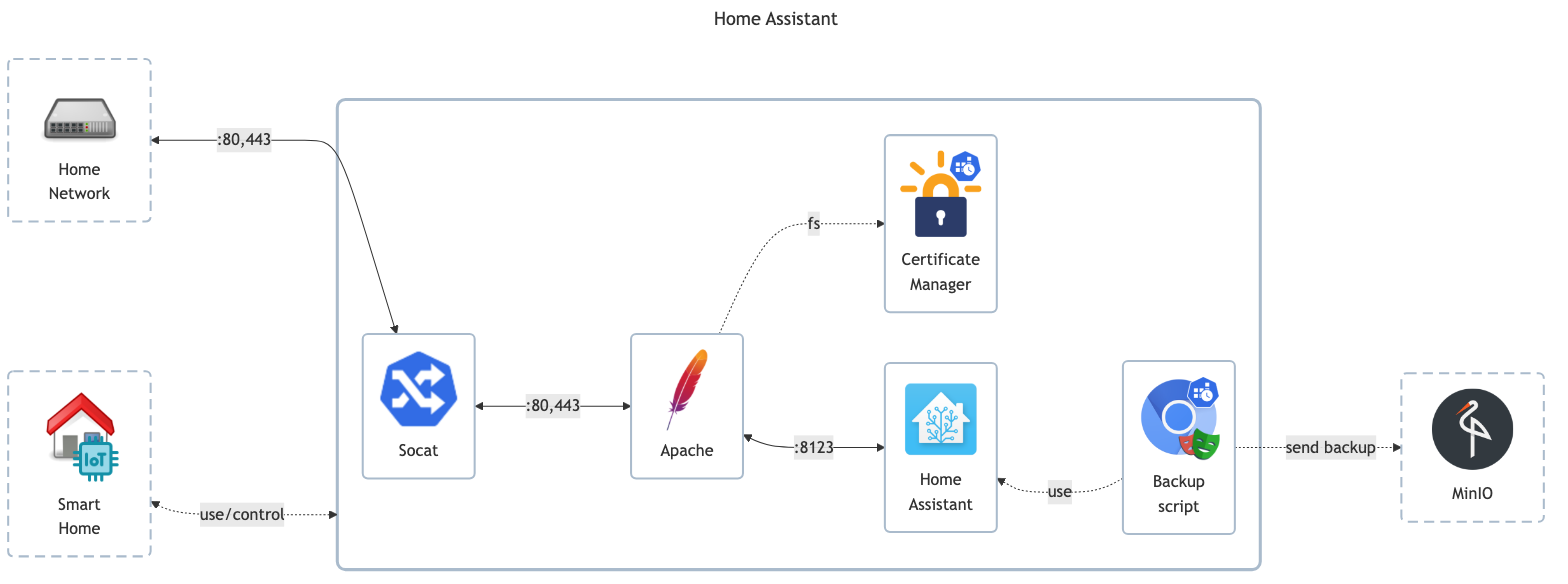 Home Assistant
Home
Network
:80,443
Certificate
Manager
fs
Socat
:80,443
Apache
:8123
Home
Assistant
use
Backup
script
send backup
MinIO
IoT
Smart
Home
use/control